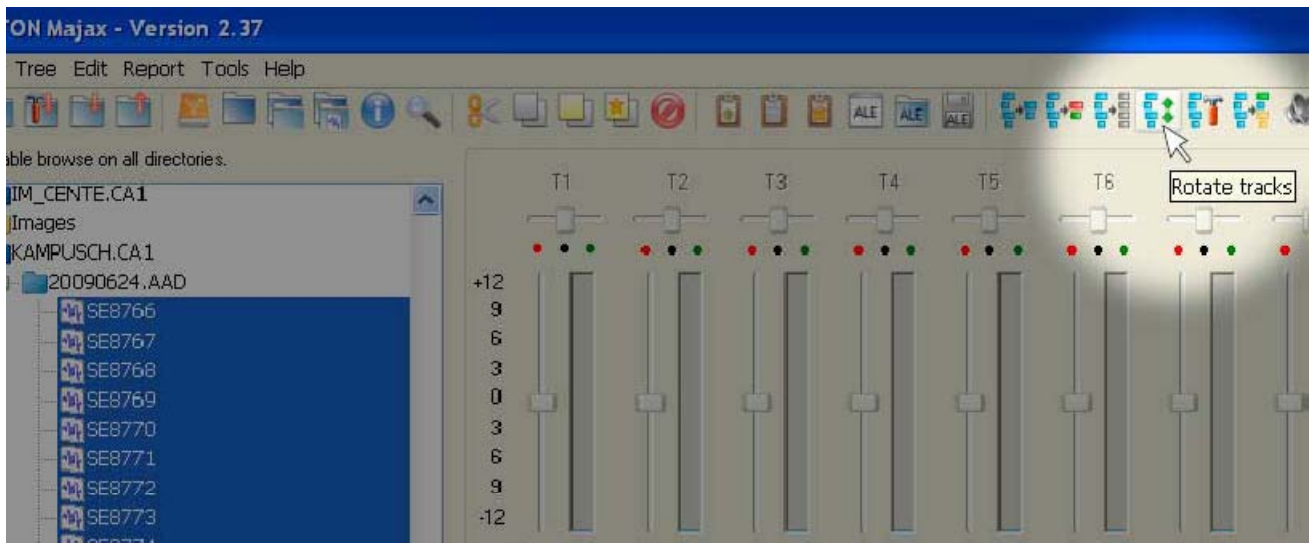 ON Majax - Version 2.37
Tree Edit Report Tools Help
ALE ALE ALE
able browse on all directories.
IM_CENTE.CA1
Images
KAMPUSCH.CA1
20090624.AAD
SE8766
SE8767
SE8768
SE8769
SE8770
SE8771
SE8772
SE8773
T1 T2 T3 T4 T5 T6
Rotate tracks
+12
9
6
3
0
3
6
9
-12